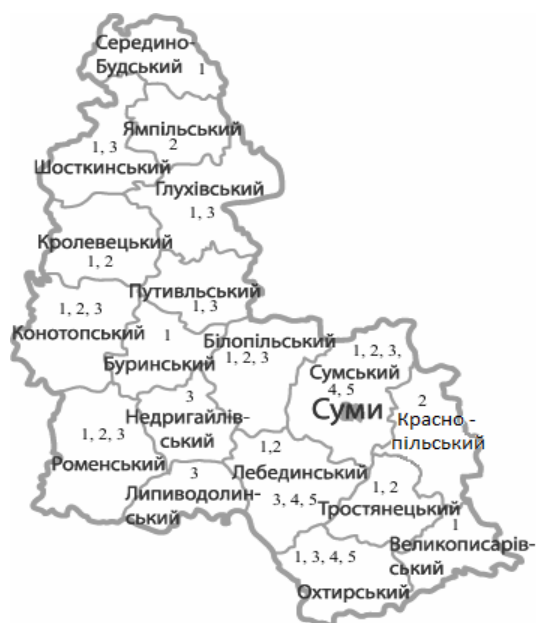 Середино-
Будський 1
Ямпільський
2
1, 3
Шосткинський
Глухівський
1, 3
Кролевецький
1, 2
Путивльський
1, 3
1, 2, 3
Конотопський
1
Буринський
Білопільський
1, 2, 3
1, 2, 3,
Сумський
4, 5
Суми
2
Красно -
пільський
3
Недригайлів-
ський
1, 2, 3
Роменський
3
Липиводолин-
ський
1,2
Лебединський
3, 4, 5
1, 2
Тростянецький
1
Великописарів-
ський
1, 3, 4, 5
Охтирський